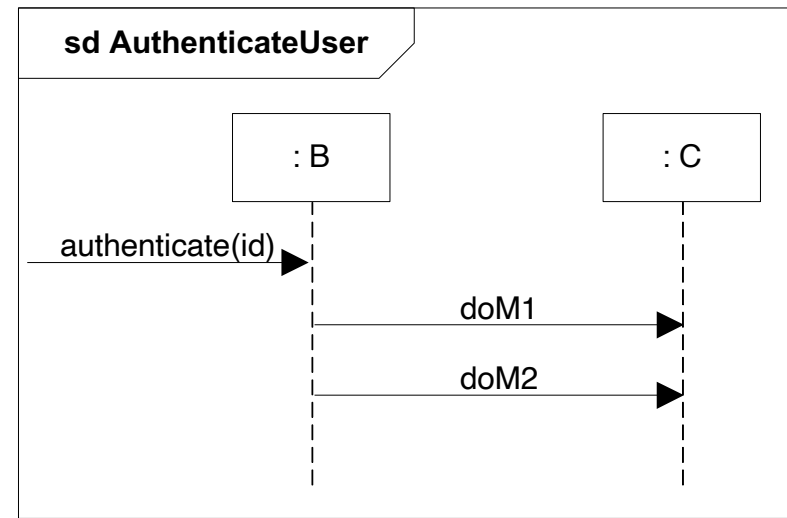 sd AuthenticateUser
: B
: C
authenticate(id)
doM1
doM2